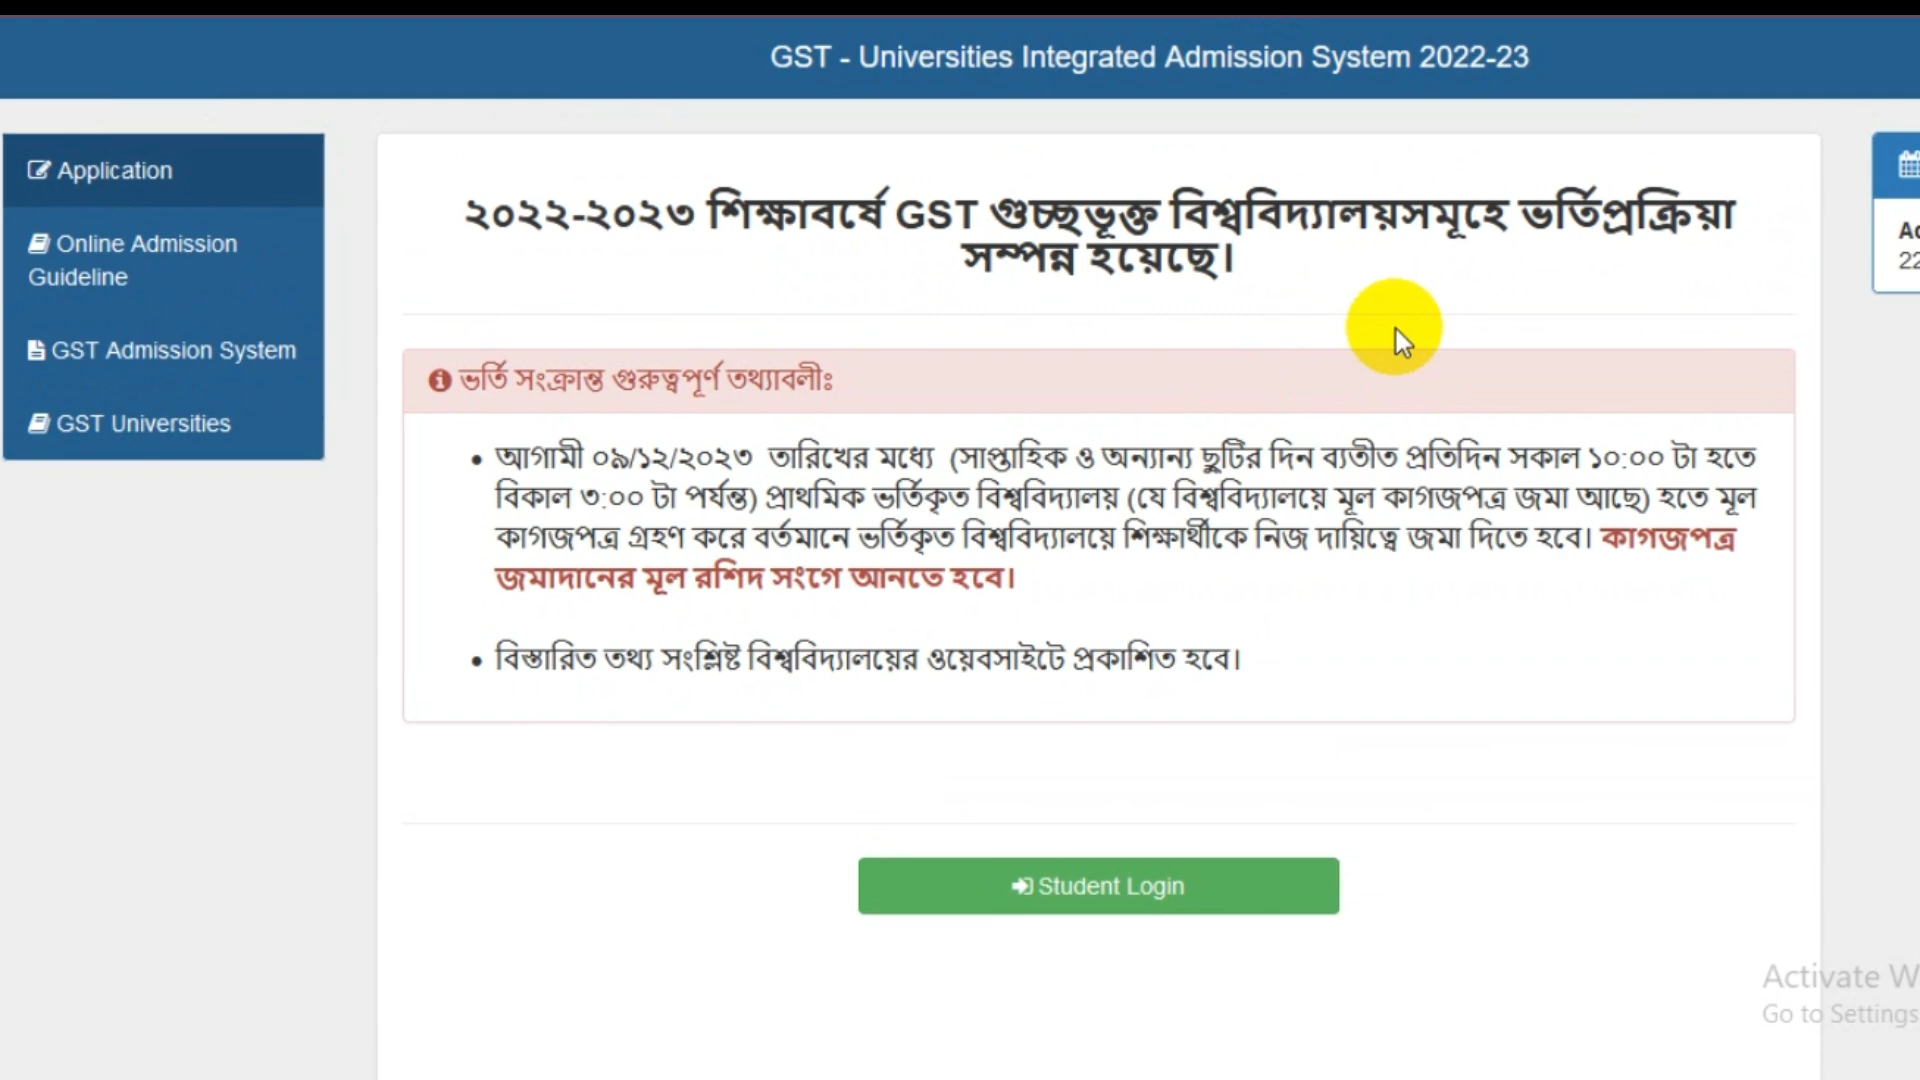 GST - Universities Integrated Admission System 2022-23
Application
Online Admission
Guideline
GST Admission System
GST Universities
২০২২-২০২৩ শিক্ষাবর্ষে GST গুচ্ছভূক্ত বিশ্ববিদ্যালয়সমূহে ভর্তিপ্রক্রিয়া
সম্পন্ন হয়েছে।
ভর্তি সংক্রান্ত গুরুত্বপূর্ণ তথ্যাবলীঃ
• আগামী ০৯/১২/২০২৩ তারিখের মধ্যে (সাপ্তাহিক ও অন্যান্য ছুটির দিন ব্যতীত প্রতিদিন সকাল ১০:০০ টা হতে
বিকাল ৩:০০ টা পর্যন্ত) প্রাথমিক ভর্তিকৃত বিশ্ববিদ্যালয় (যে বিশ্ববিদ্যালয়ে মূল কাগজপত্র জমা আছে) হতে মূল
কাগজপত্র গ্রহণ করে বর্তমানে ভর্তিকৃত বিশ্ববিদ্যালয়ে শিক্ষার্থীকে নিজ দায়িত্বে জমা দিতে হবে। কাগজপত্র
জমাদানের মূল রশিদ সংগে আনতে হবে।
• বিস্তারিত তথ্য সংশ্লিষ্ট বিশ্ববিদ্যালয়ের ওয়েবসাইটে প্রকাশিত হবে।
Student Login
Activate W
Go to Settings